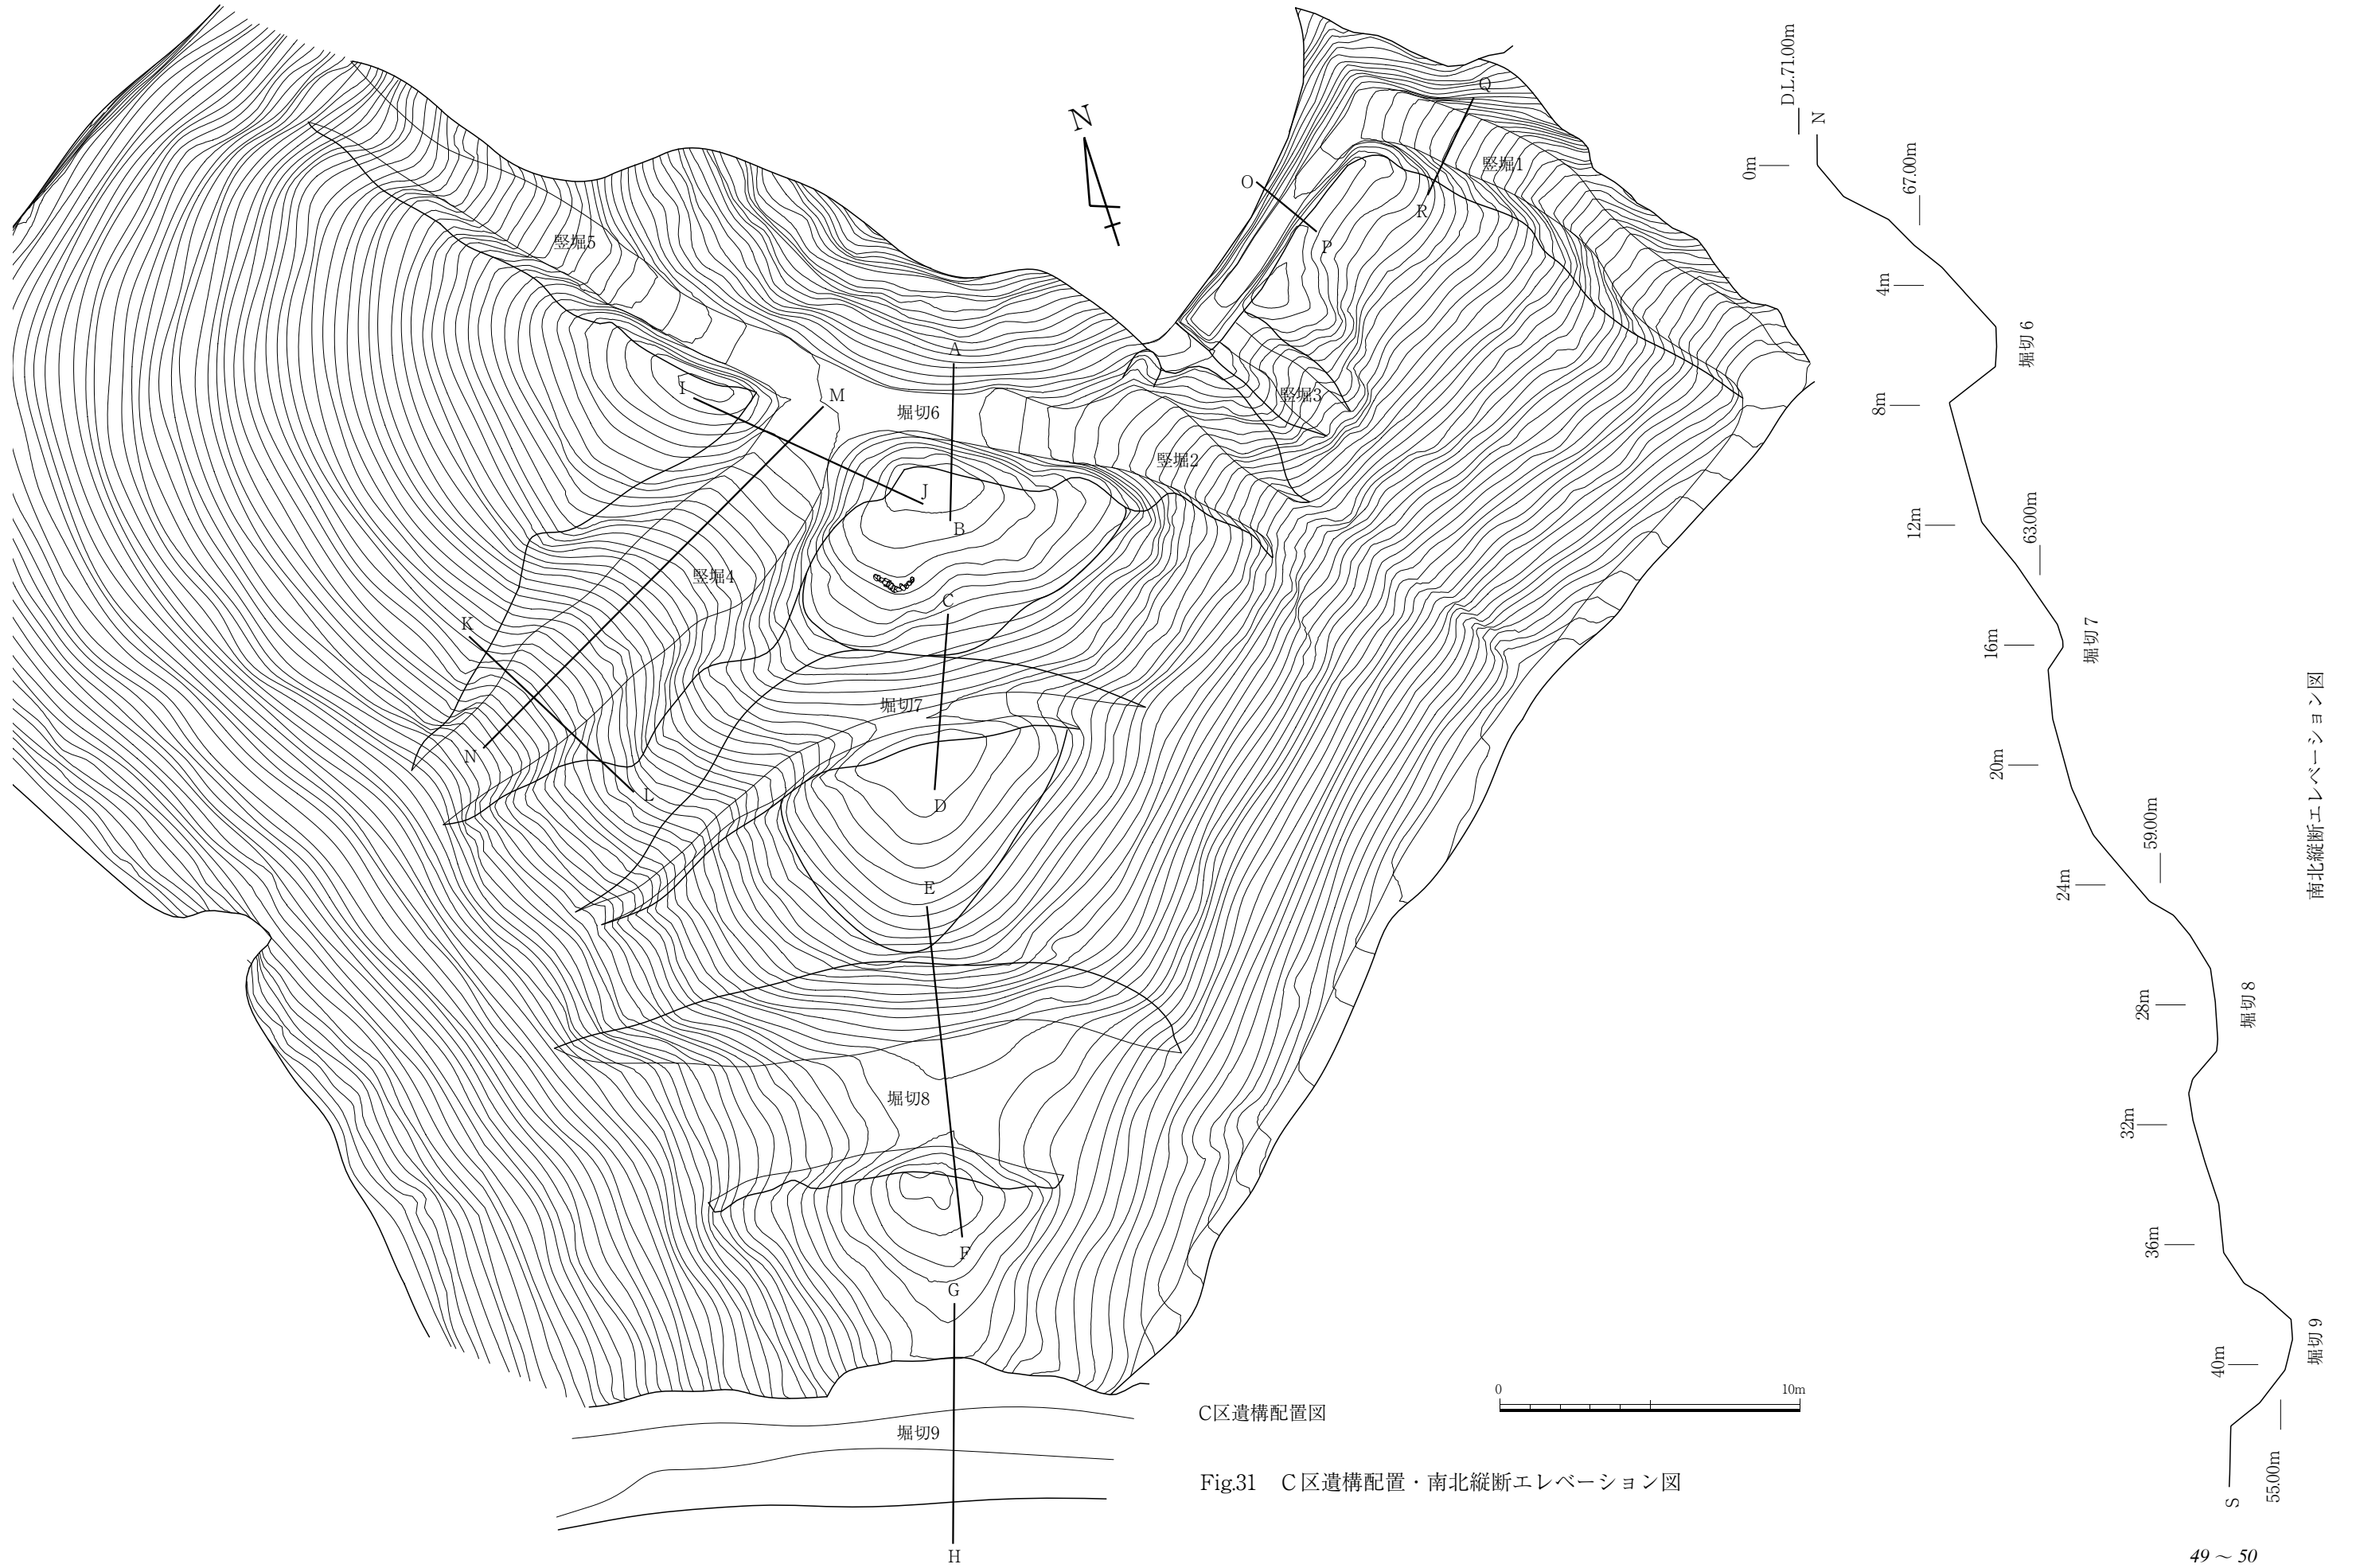 N
Q
竪堀1
O
R
P
竪堀5
A
I
M
堀切6
竪堀3
竪堀2
J
B
竪堀4
C
K
堀切7
N
L
D
E
堀切8
F
G
堀切9
H
C区遺構配置図
0 10m
Fig.31 C区遺構配置・南北縦断エレベーション図
D.L.71.00m
N
0m
67.00m
4m
堀切6
8m
63.00m
12m
堀切7
16m
20m
59.00m
24m
28m
堀切8
32m
36m
堀切9
40m
55.00m
S
南北縦断エレベーション図
49～50